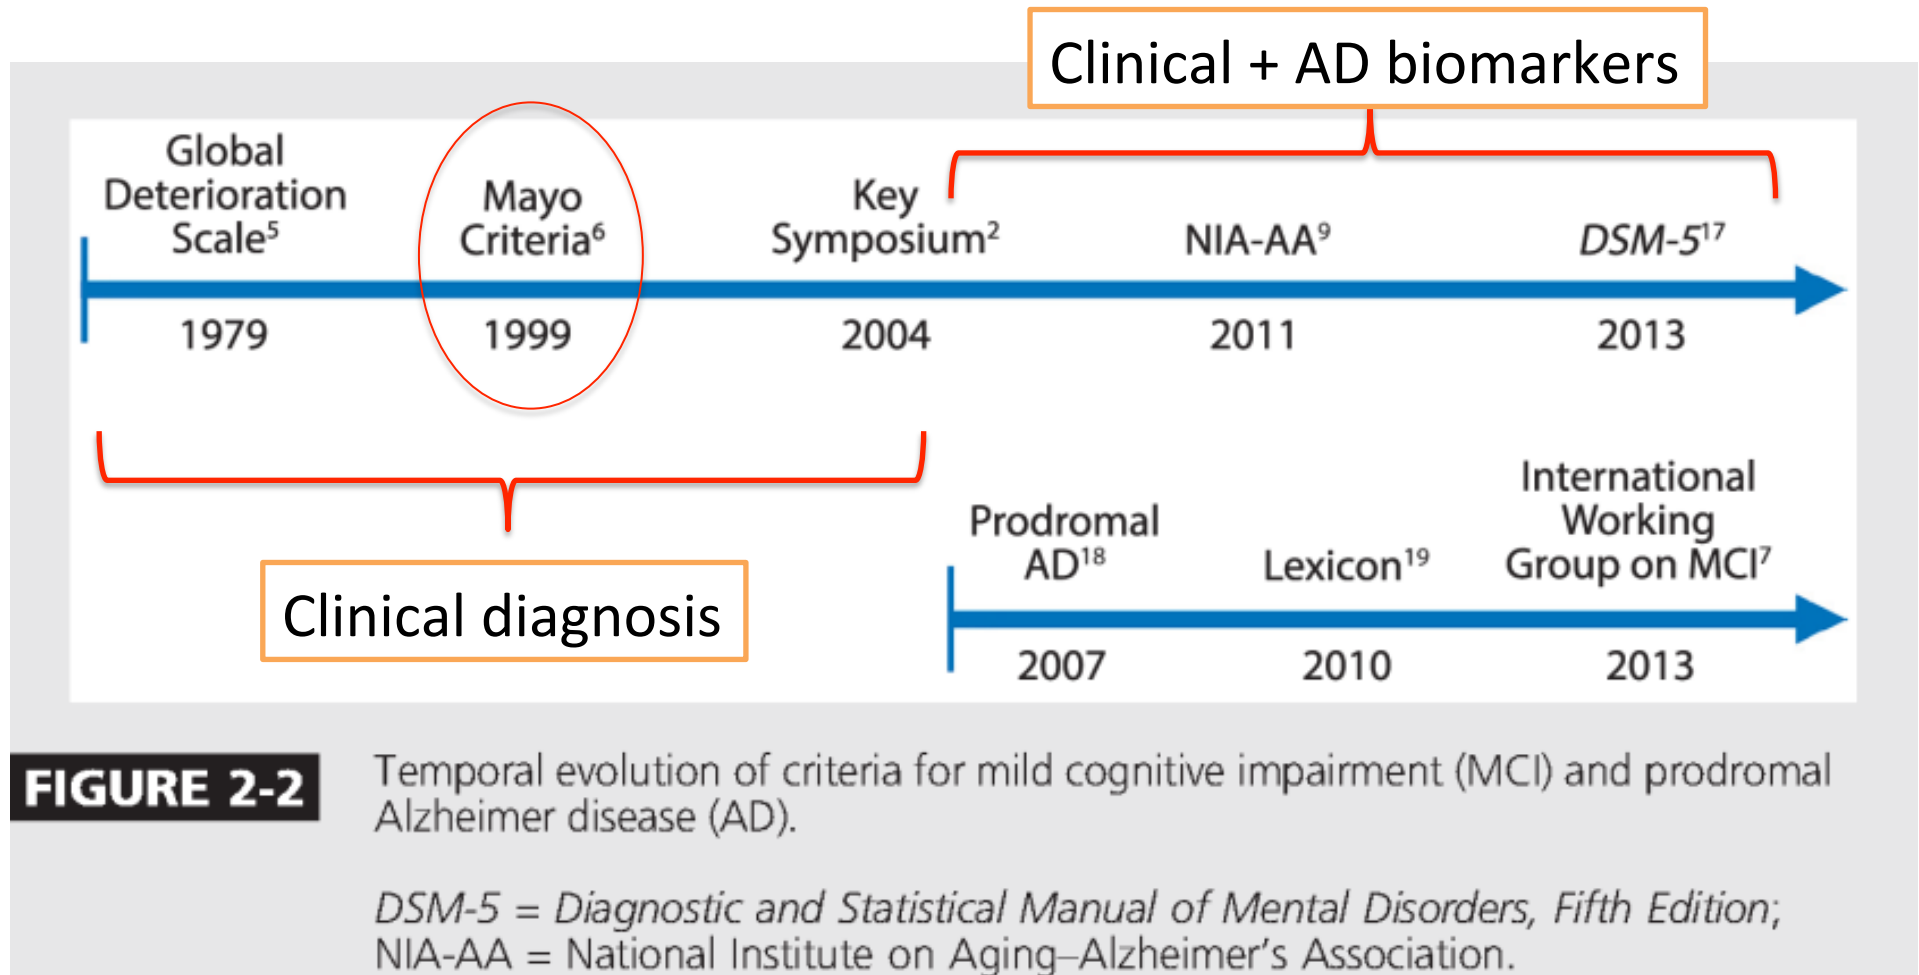 Clinical + AD biomarkers
Global
Deterioration
Scale⁵
Mayo
Criteria⁶
Key
Symposium²
NIA-AA⁹
DSM-5¹⁷
1979
1999
2004
2011
2013
Clinical diagnosis
Prodromal
AD¹⁸
Lexicon¹⁹
International
Working
Group on MCI⁷
2007
2010
2013
FIGURE 2-2
Temporal evolution of criteria for mild cognitive impairment (MCI) and prodromal
Alzheimer disease (AD).
DSM-5 = Diagnostic and Statistical Manual of Mental Disorders, Fifth Edition;
NIA-AA = National Institute on Aging–Alzheimer's Association.